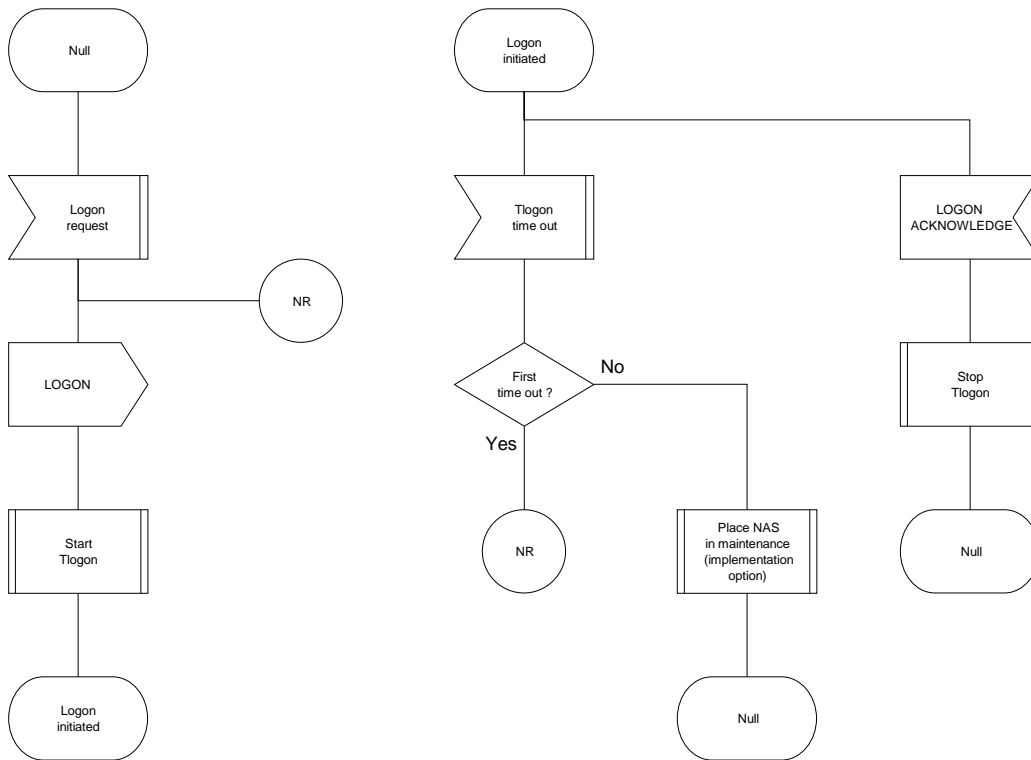 Null
Logon
request
NR
LOGON
Start
Tlogon
Logon
initiated
Logon
initiated
Tlogon
time out
First
time out ?
No
Yes
NR
Place NAS
in maintenance
(implementation
option)
Null
LOGON
ACKNOWLEDGE
Stop
Tlogon
Null